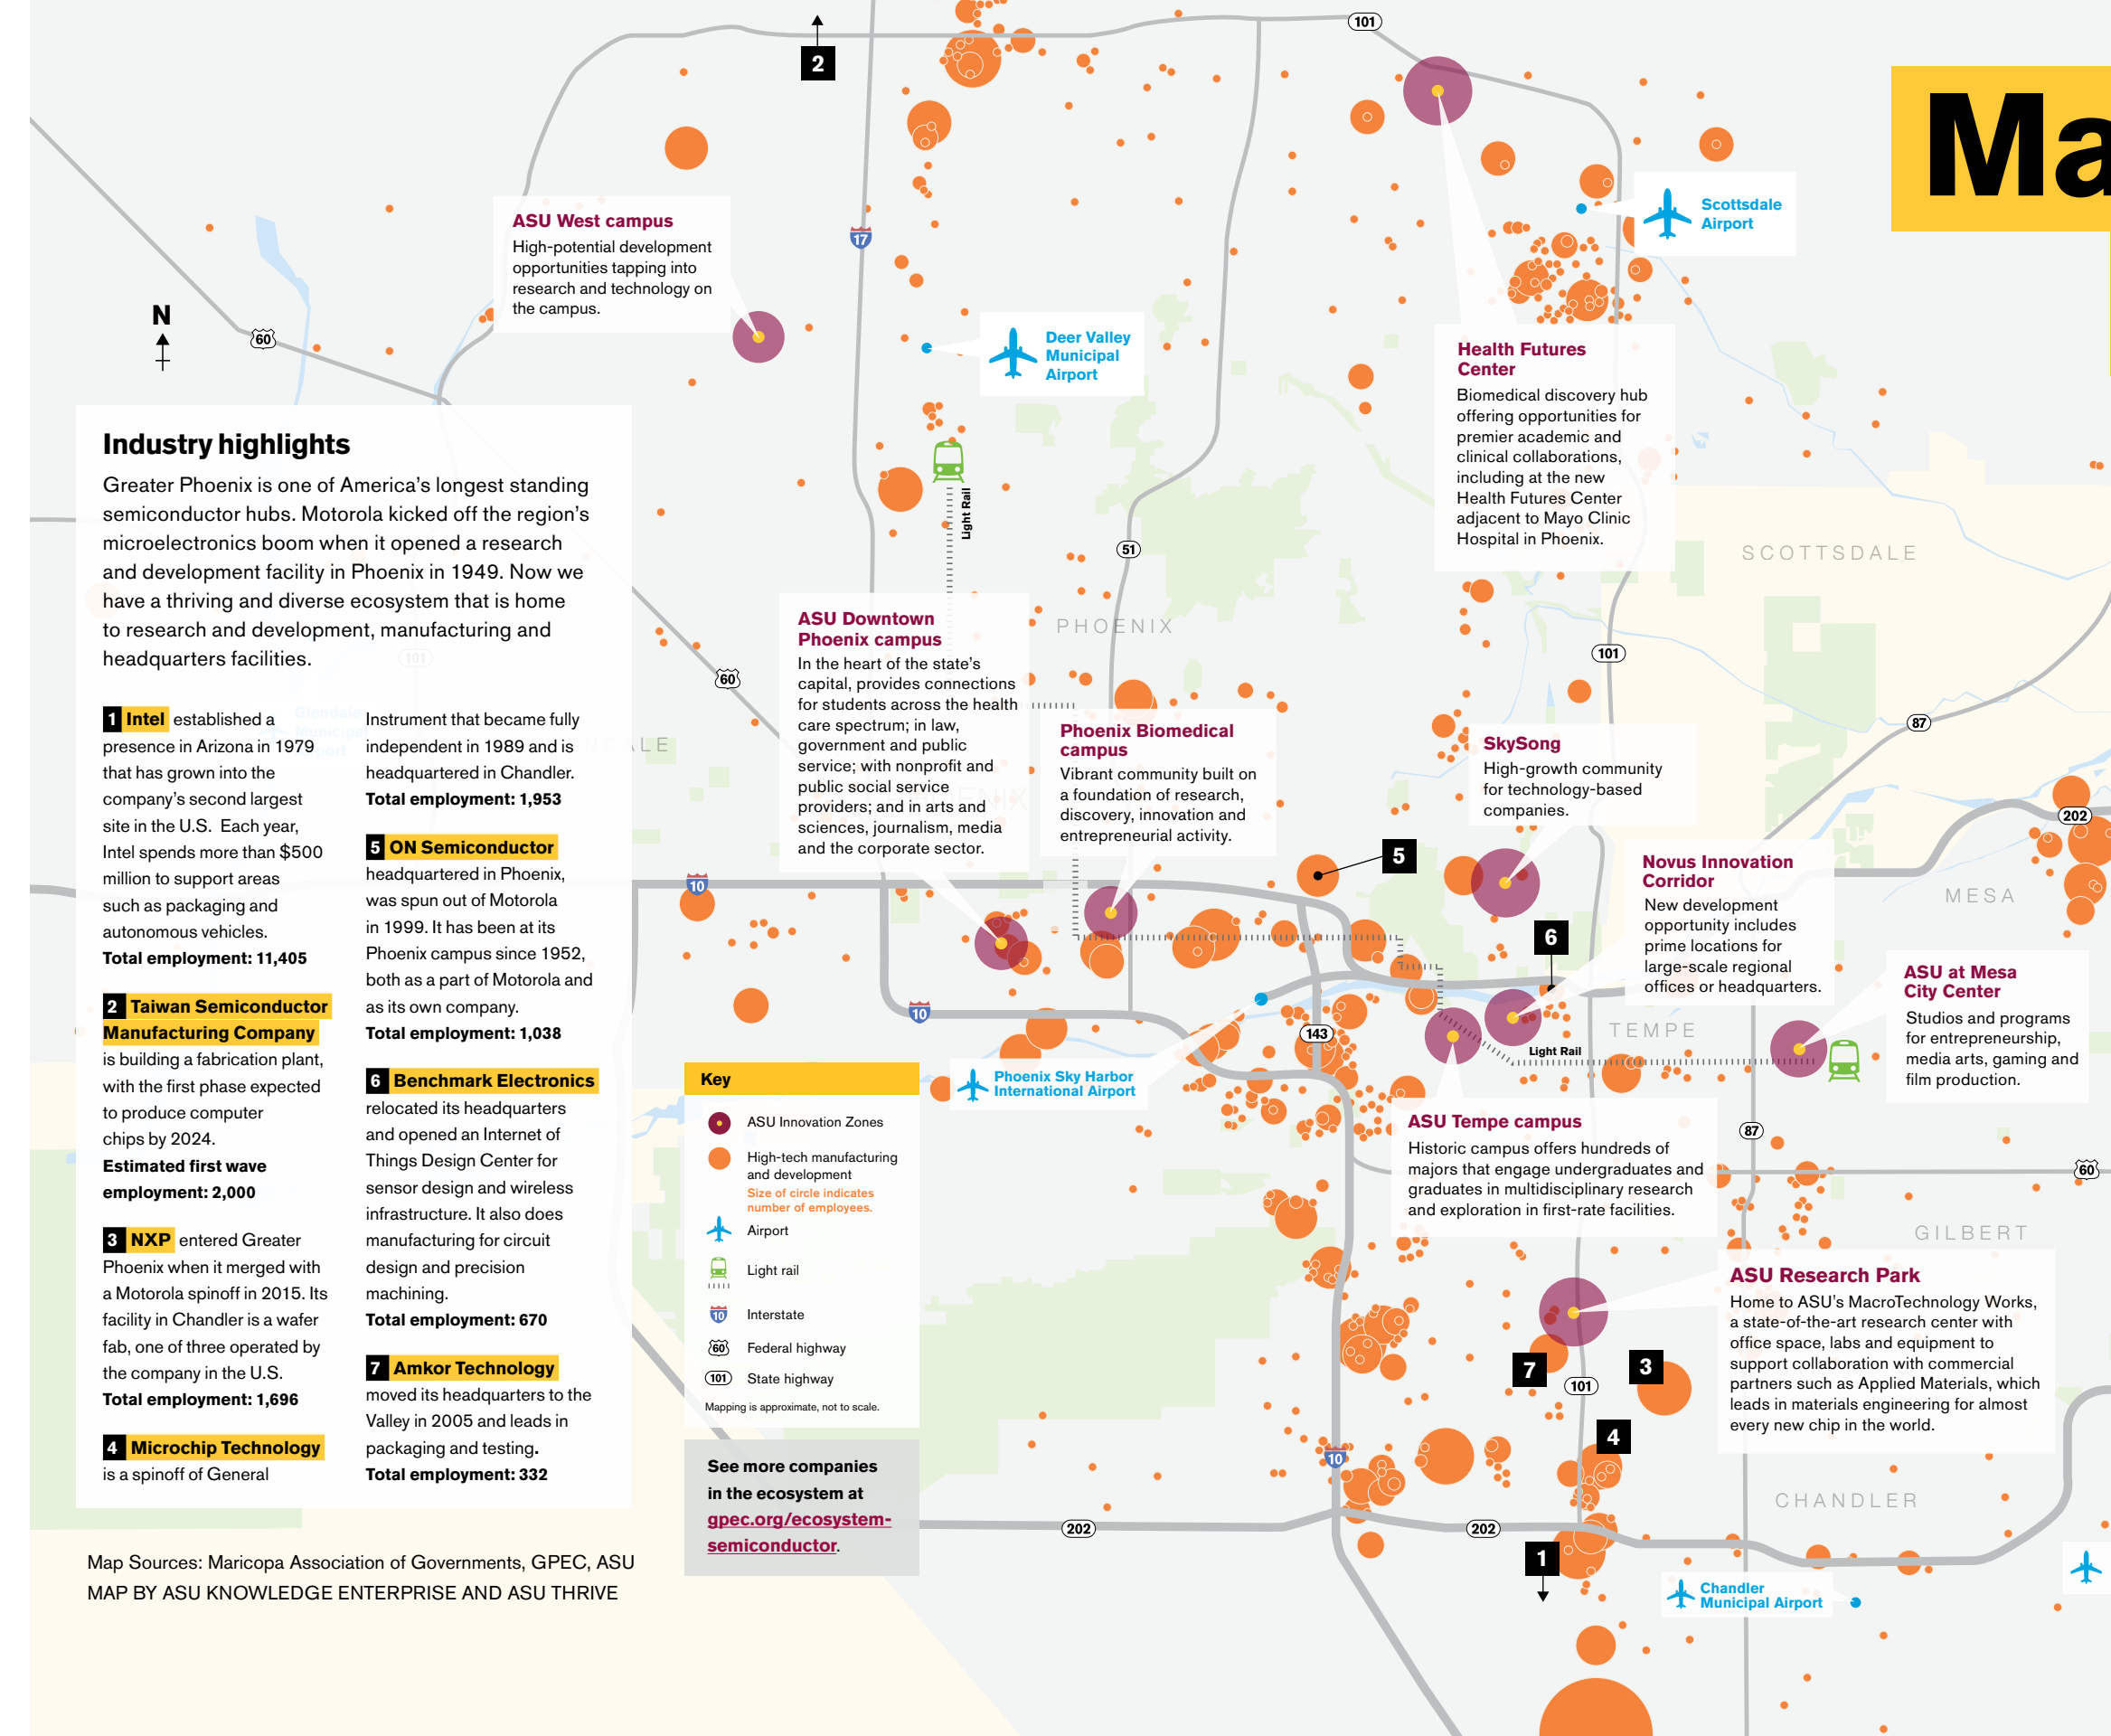 101
2
Ma
17
ASU West campus
High-potential development
opportunities tapping into
research and technology on
the campus.
Scottsdale
Airport
N
60
Deer Valley
Municipal
Airport
Health Futures
Center
Biomedical discovery hub
offering opportunities for
premier academic and
clinical collaborations,
including at the new
Health Futures Center
adjacent to Mayo Clinic
Hospital in Phoenix.
Industry highlights
Greater Phoenix is one of America's longest standing
semiconductor hubs. Motorola kicked off the region's
microelectronics boom when it opened a research
and development facility in Phoenix in 1949. Now we
have a thriving and diverse ecosystem that is home
to research and development, manufacturing and
headquarters facilities.
101
1 Intel established a
presence in Arizona in 1979
that has grown into the
company's second largest
site in the U.S. Each year,
Intel spends more than $500
million to support areas
such as packaging and
autonomous vehicles.
Total employment: 11,405
2 Taiwan Semiconductor
Manufacturing Company
is building a fabrication plant,
with the first phase expected
to produce computer
chips by 2024.
Estimated first wave
employment: 2,000
3 NXP entered Greater
Phoenix when it merged with
a Motorola spinoff in 2015. Its
facility in Chandler is a wafer
fab, one of three operated by
the company in the U.S.
Total employment: 1,696
4 Microchip Technology
is a spinoff of General
Instrument that became fully
independent in 1989 and is
headquartered in Chandler.
Total employment: 1,953
5 ON Semiconductor
headquartered in Phoenix,
was spun out of Motorola
in 1999. It has been at its
Phoenix campus since 1952,
both as a part of Motorola and
as its own company.
Total employment: 1,038
6 Benchmark Electronics
relocated its headquarters
and opened an Internet of
Things Design Center for
sensor design and wireless
infrastructure. It also does
manufacturing for circuit
design and precision
machining.
Total employment: 670
7 Amkor Technology
moved its headquarters to the
Valley in 2005 and leads in
packaging and testing.
Total employment: 332
Light Rail
51
SCOTTSDALE
PHOENIX
ASU Downtown
Phoenix campus
In the heart of the state's
capital, provides connections
for students across the health
care spectrum; in law,
government and public
service; with nonprofit and
public social service
providers; and in arts and
sciences, journalism, media
and the corporate sector.
60
101
87
Phoenix Biomedical
campus
Vibrant community built on
a foundation of research,
discovery, innovation and
entrepreneurial activity.
SkySong
High-growth community
for technology-based
companies.
202
5
10
Novus Innovation
Corridor
New development
opportunity includes
prime locations for
large-scale regional
offices or headquarters.
MESA
6
ASU at Mesa
City Center
Studios and programs
for entrepreneurship,
media arts, gaming and
film production.
10
143
TEMPE
Light Rail
Phoenix Sky Harbor
International Airport
ASU Tempe campus
Historic campus offers hundreds of
majors that engage undergraduates and
graduates in multidisciplinary research
and exploration in first-rate facilities.
87
60
GILBERT
Key
ASU Innovation Zones
High-tech manufacturing
and development
Size of circle indicates
number of employees.
Airport
Light rail
10
Interstate
60
Federal highway
101
State highway
Mapping is approximate, not to scale.
ASU Research Park
Home to ASU's MacroTechnology Works,
a state-of-the-art research center with
office space, labs and equipment to
support collaboration with commercial
partners such as Applied Materials, which
leads in materials engineering for almost
every new chip in the world.
7
3
101
4
10
See more companies
in the ecosystem at
gpec.org/ecosystem-
semiconductor.
CHANDLER
202
202
1
Chandler
Municipal Airport
Map Sources: Maricopa Association of Governments, GPEC, ASU
MAP BY ASU KNOWLEDGE ENTERPRISE AND ASU THRIVE